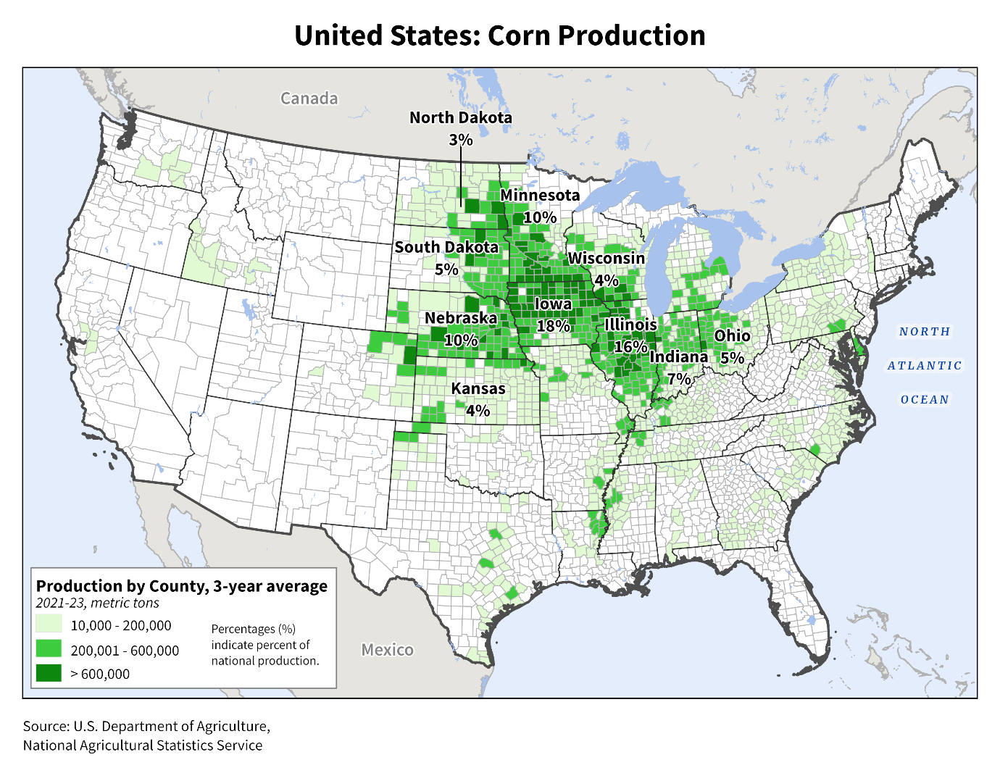 United States: Corn Production
Canada
North Dakota
3%
Minnesota
10%
South Dakota
5%
Wisconsin
4%
Iowa
18%
Nebraska
10%
Illinois
16%
Indiana
7%
Ohio
5%
Kansas
4%
NORTH
ATLANTIC
OCEAN
Mexico
Production by County, 3-year average
2021-23, metric tons
10,000 - 200,000
200,001 - 600,000
> 600,000
Percentages (%)
indicate percent of
national production.
Source: U.S. Department of Agriculture,
National Agricultural Statistics Service